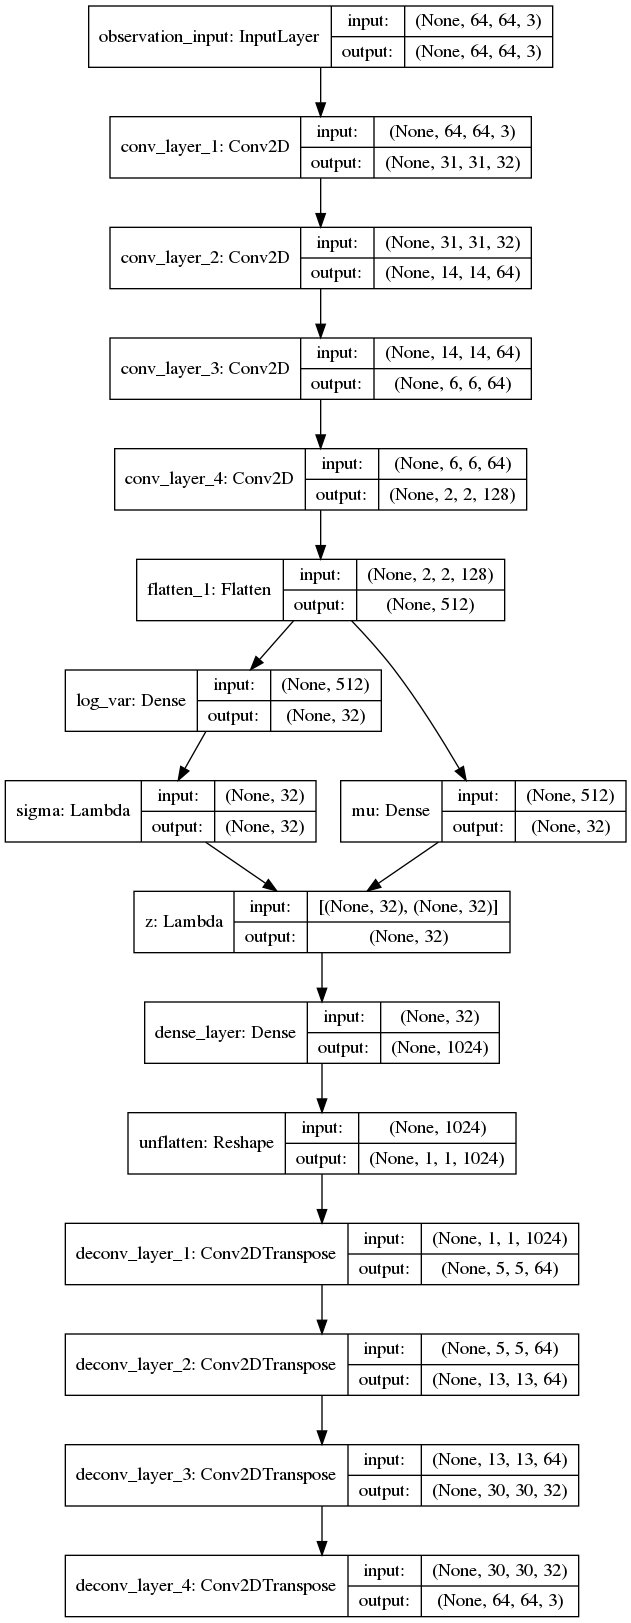 observation_input: InputLayer
input: (None, 64, 64, 3)
output: (None, 64, 64, 3)
conv_layer_1: Conv2D
input: (None, 64, 64, 3)
output: (None, 31, 31, 32)
conv_layer_2: Conv2D
input: (None, 31, 31, 32)
output: (None, 14, 14, 64)
conv_layer_3: Conv2D
input: (None, 14, 14, 64)
output: (None, 6, 6, 64)
conv_layer_4: Conv2D
input: (None, 6, 6, 64)
output: (None, 2, 2, 128)
flatten_1: Flatten
input: (None, 2, 2, 128)
output: (None, 512)
log_var: Dense
input: (None, 512)
output: (None, 32)
sigma: Lambda
input: (None, 32)
output: (None, 32)
mu: Dense
input: (None, 512)
output: (None, 32)
z: Lambda
input: [(None, 32), (None, 32)]
output: (None, 32)
dense_layer: Dense
input: (None, 32)
output: (None, 1024)
unflatten: Reshape
input: (None, 1024)
output: (None, 1, 1, 1024)
deconv_layer_1: Conv2DTranspose
input: (None, 1, 1, 1024)
output: (None, 5, 5, 64)
deconv_layer_2: Conv2DTranspose
input: (None, 5, 5, 64)
output: (None, 13, 13, 64)
deconv_layer_3: Conv2DTranspose
input: (None, 13, 13, 64)
output: (None, 30, 30, 32)
deconv_layer_4: Conv2DTranspose
input: (None, 30, 30, 32)
output: (None, 64, 64, 3)